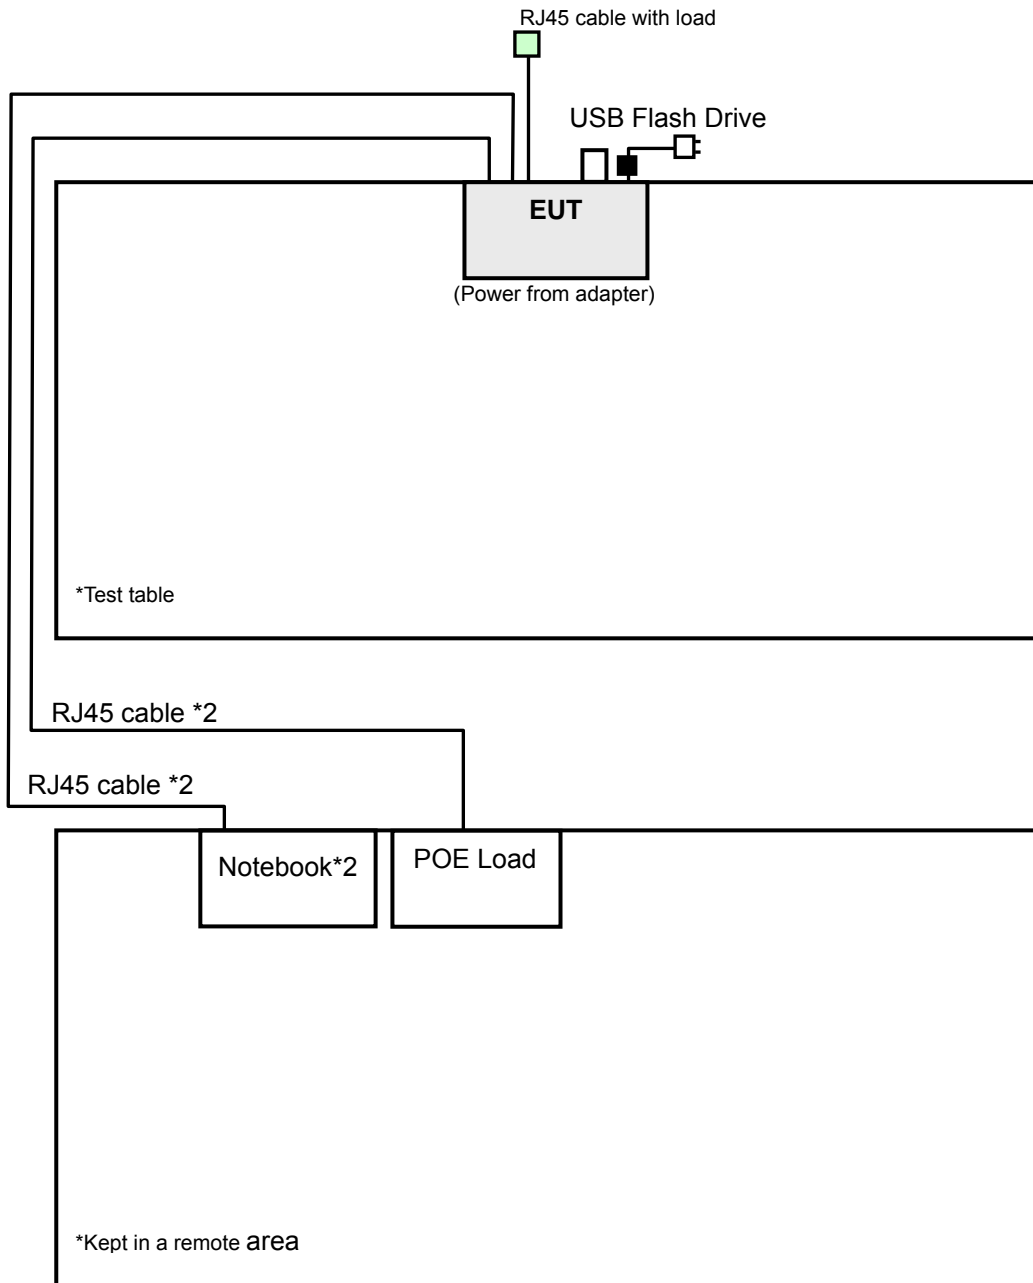 RJ45 cable with load
USB Flash Drive
EUT
(Power from adapter)
*Test table
RJ45 cable *2
RJ45 cable *2
Notebook*2
POE Load
*Kept in a remote area